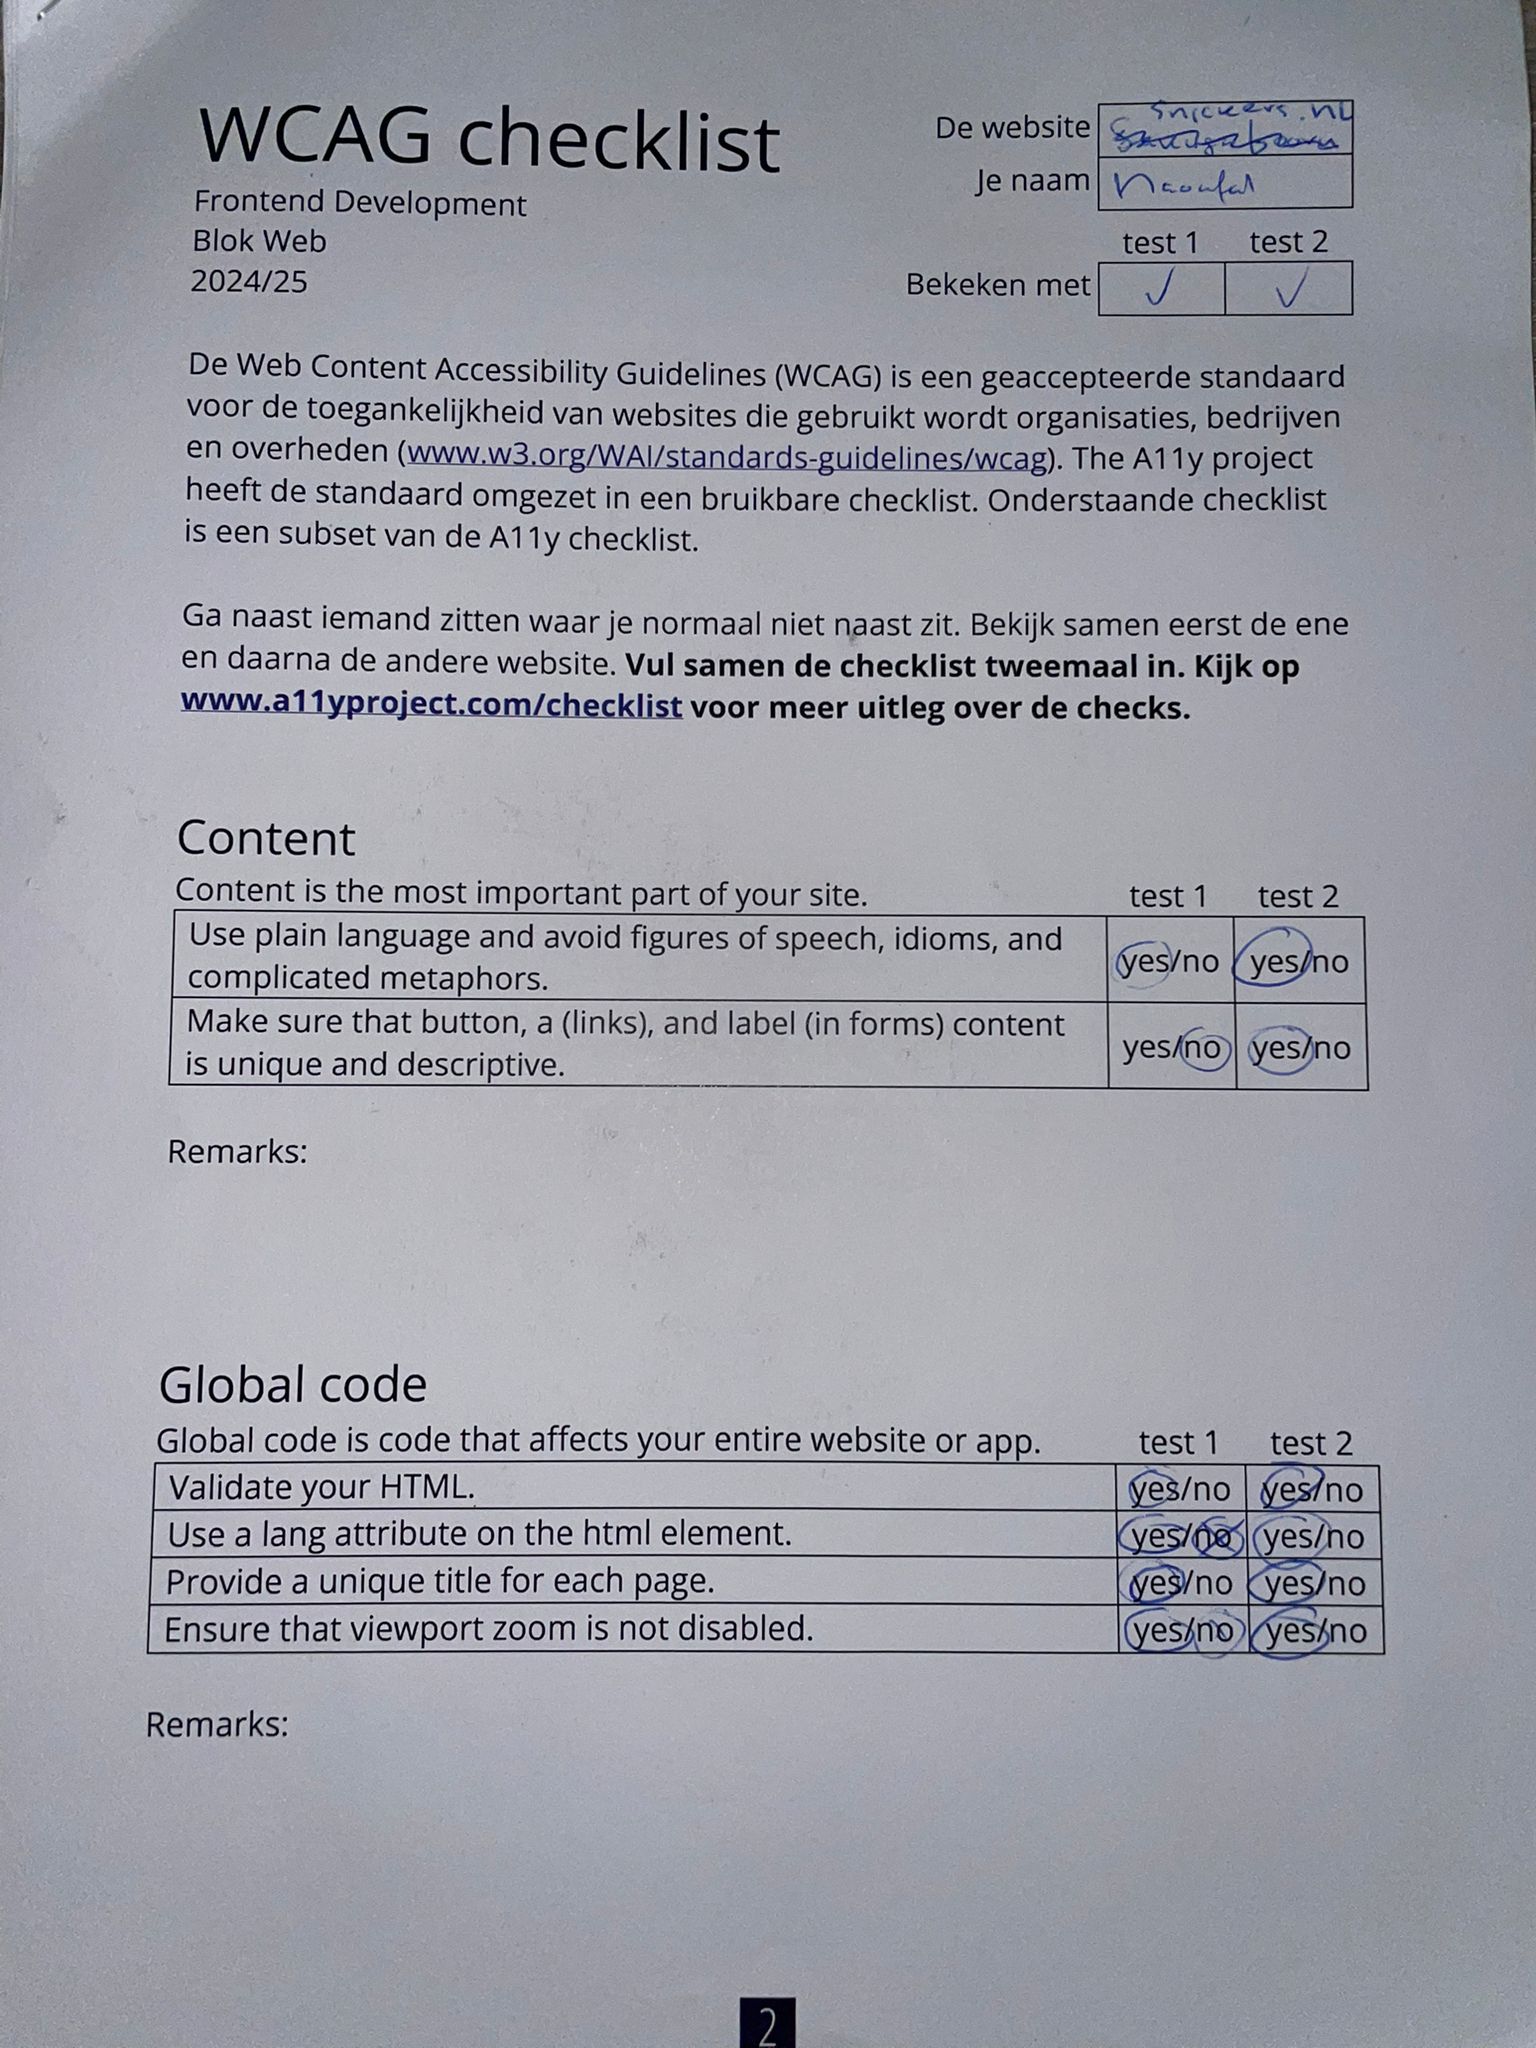 WCAG checklist
Frontend Development
Blok Web
2024/25
De website snickers.nl
Je naam Naoufal
test 1 test 2
Bekeken met ✓ ✓
De Web Content Accessibility Guidelines (WCAG) is een geaccepteerde standaard
voor de toegankelijkheid van websites die gebruikt wordt organisaties, bedrijven
en overheden (www.w3.org/WAI/standards-guidelines/wcag). The A11y project
heeft de standaard omgezet in een bruikbare checklist. Onderstaande checklist
is een subset van de A11y checklist.
Ga naast iemand zitten waar je normaal niet naast zit. Bekijk samen eerst de ene
en daarna de andere website. Vul samen de checklist tweemaal in. Kijk op
www.a11yproject.com/checklist voor meer uitleg over de checks.
Content
Content is the most important part of your site. test 1 test 2
Use plain language and avoid figures of speech, idioms, and
complicated metaphors. yes/no yes/no
Make sure that button, a (links), and label (in forms) content
is unique and descriptive. yes/no yes/no
Remarks:
Global code
Global code is code that affects your entire website or app. test 1 test 2
Validate your HTML. yes/no yes/no
Use a lang attribute on the html element. yes/no yes/no
Provide a unique title for each page. yes/no yes/no
Ensure that viewport zoom is not disabled. yes/no yes/no
Remarks:
2